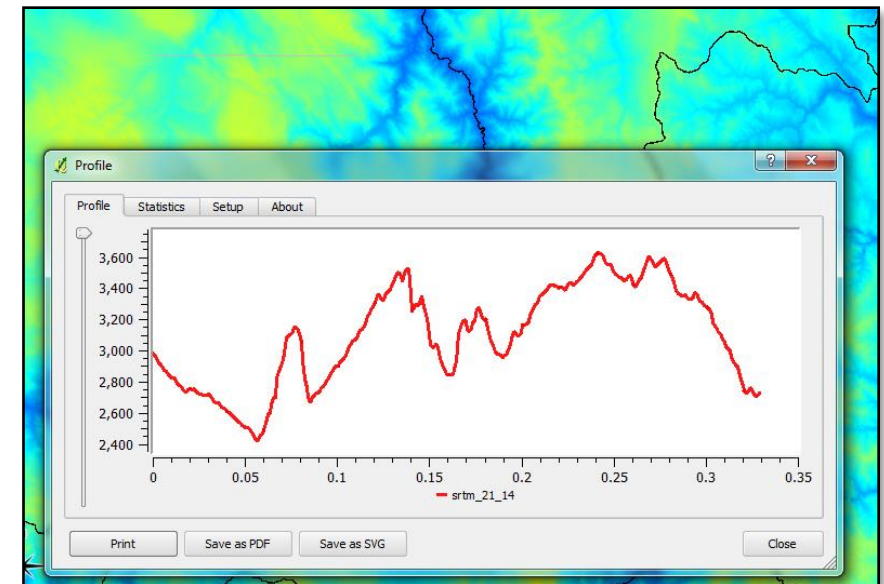 Profile
?
X
Profile Statistics Setup About
3,600
3,400
3,200
3,000
2,800
2,600
2,400
0 0.05 0.1 0.15 0.2 0.25 0.3 0.35
srtm_21_14
Print Save as PDF Save as SVG Close